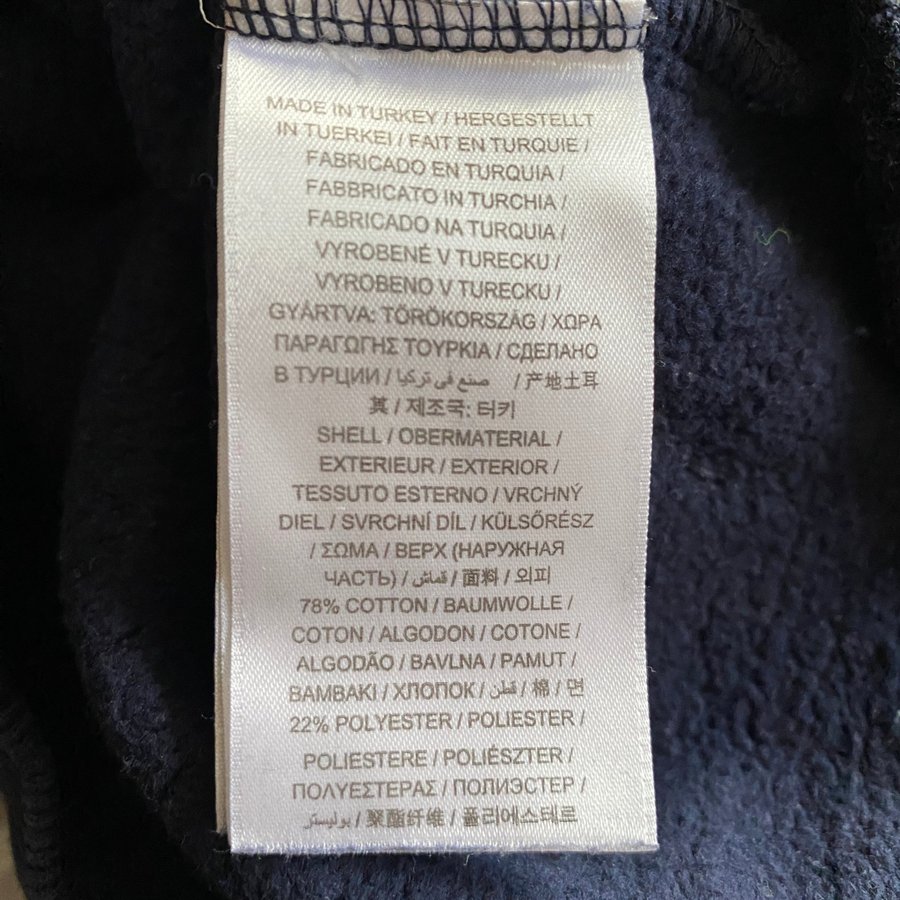 MADE IN TURKEY / HERGESTELLT
IN TUERKEI / FAIT EN TURQUIE /
FABRICADO EN TURQUIA /
FABBRICATO IN TURCHIA /
FABRICADO NA TURQUIA /
VYROBENÉ V TURECKU /
VYROBENO V TURECKU /
GYÁRTVA: TÖRÖKORSZÁG / ΧΩΡΑ
ΠΑΡΑΓΩΓΗΣ ΤΟΥΡΚΙΑ / СДЕЛАНО
В ТУРЦИИ / صنع في تركيا / 产地土耳
其 / 제조국: 터키
SHELL / OBERMATERIAL /
EXTERIEUR / EXTERIOR /
TESSUTO ESTERNO / VRCHNÝ
DIEL / SVRCHNÍ DÍL / KÜLSŐRÉSZ
/ ΣΩΜΑ / ВЕРХ (НАРУЖНАЯ
ЧАСТЬ) / قماش / 面料 / 외피
78% COTTON / BAUMWOLLE /
COTON / ALGODON / COTONE /
ALGODÃO / BAVLNA / PAMUT /
BAMBAKI / ХЛОПОК / قطن / 棉 / 면
22% POLYESTER / POLIESTER /
POLIESTERE / POLIÉSZTER /
ΠΟΛΥΕΣΤΕΡΑΣ / ПОЛИЭСТЕР /
بوليستر / 聚酯纤维 / 폴리에스테르